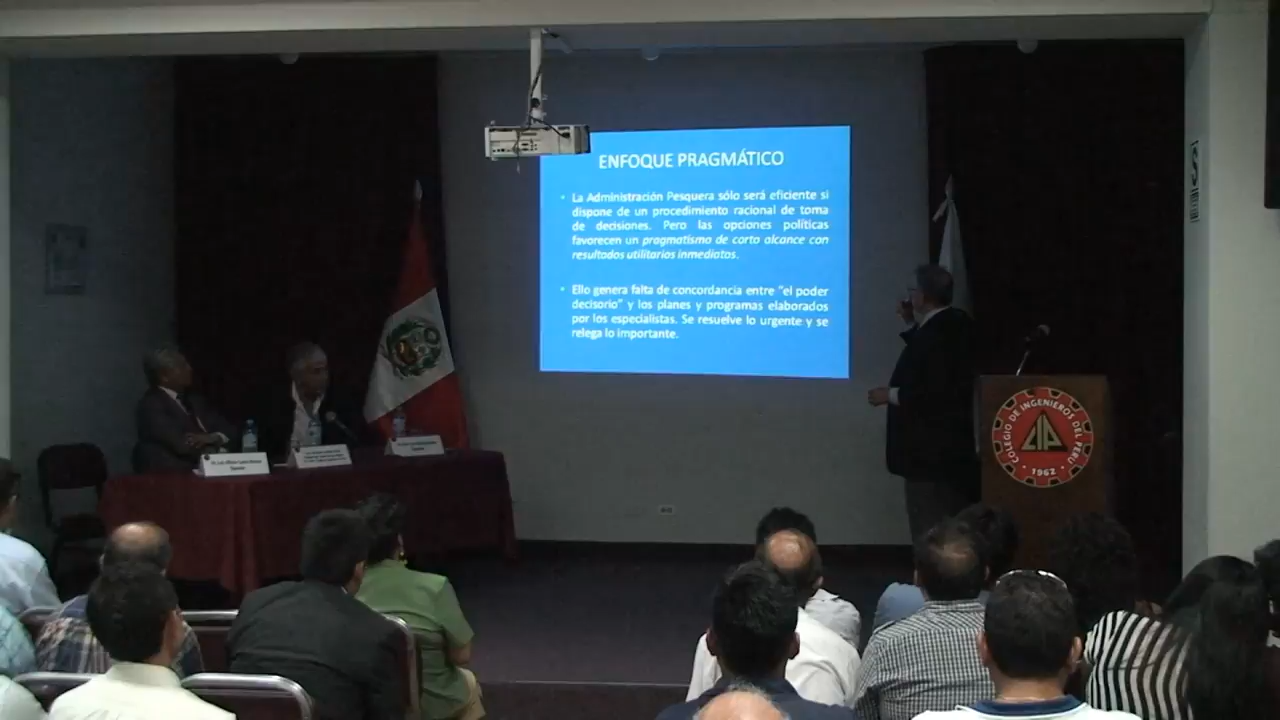 ENFOQUE PRAGMÁTICO
• La Administración Pesquera sólo será eficiente si
dispone de un procedimiento racional de toma
de decisiones. Pero las opciones políticas
favorecen un pragmatismo de corto alcance con
resultados utilitarios inmediatos.
• Ello genera falta de concordancia entre "el poder
decisorio" y los planes y programas elaborados
por los especialistas. Se resuelve lo urgente y se
relega lo importante.
S
COLEGIO DE INGENIEROS DEL PERU
CIP
• 1962 •